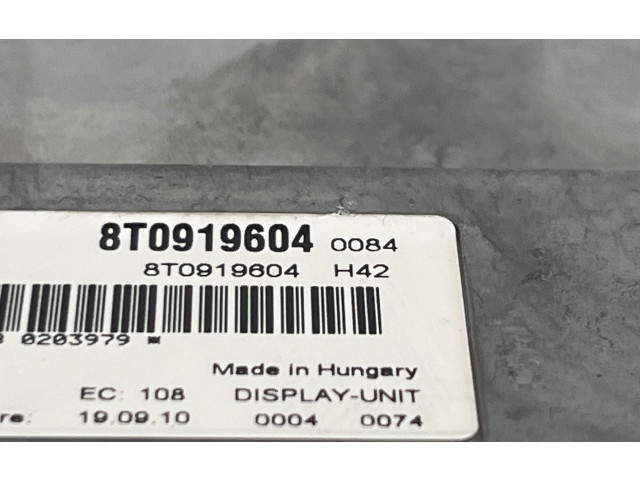 8T0919604 0084
8T0919604 H42
0203979
Made in Hungary
EC: 108 DISPLAY-UNIT
19.09.10 0004 0074